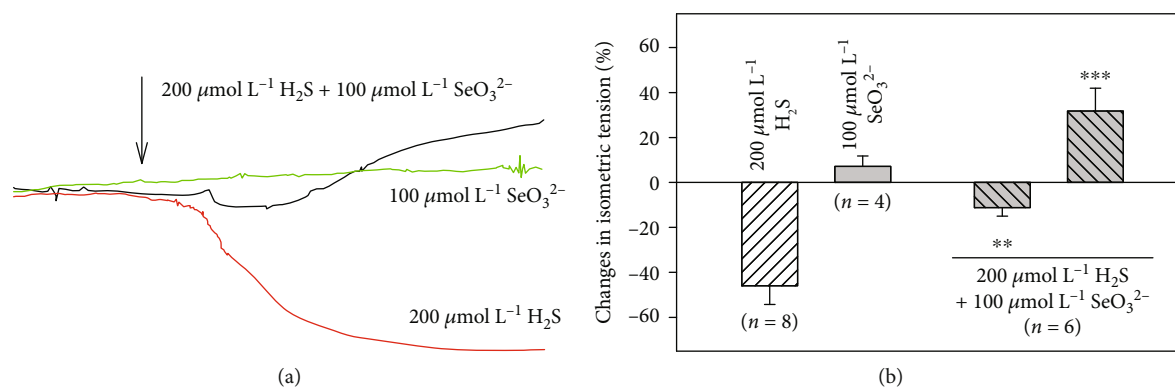 200 μmol L⁻¹ H₂S + 100 μmol L⁻¹ SeO₃²⁻
100 μmol L⁻¹ SeO₃²⁻
200 μmol L⁻¹ H₂S
(a)
Changes in isometric tension (%)
60
40
20
0
−20
−40
−60
200 μmol L⁻¹
H₂S
100 μmol L⁻¹
SeO₃²⁻
***
(n = 4)
**
(n = 8)
200 μmol L⁻¹ H₂S
+ 100 μmol L⁻¹ SeO₃²⁻
(n = 6)
(b)